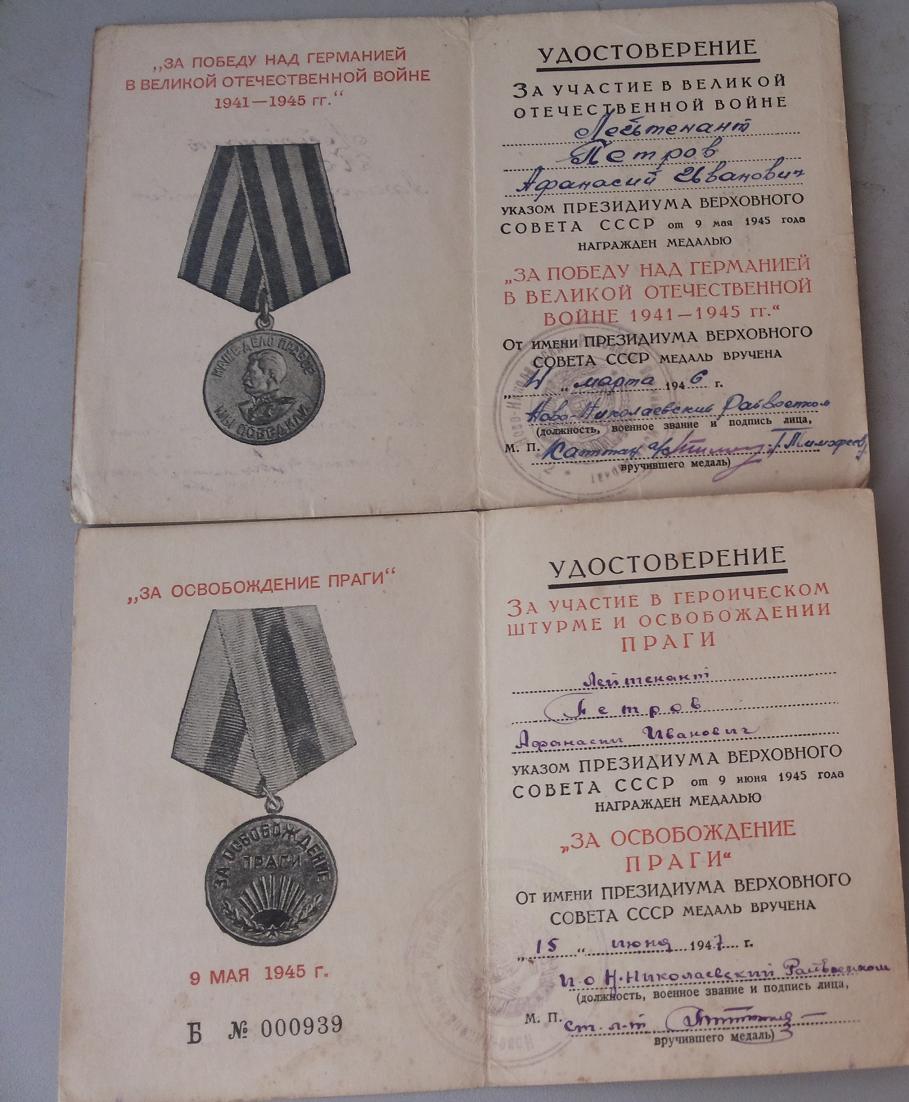 „ЗА ПОБЕДУ НАД ГЕРМАНИЕЙ
В ВЕЛИКОЙ ОТЕЧЕСТВЕННОЙ ВОЙНЕ
1941—1945 гг.“
НАШЕ ДЕЛО ПРАВОЕ
МЫ ПОБЕДИЛИ
УДОСТОВЕРЕНИЕ
ЗА УЧАСТИЕ В ВЕЛИКОЙ
ОТЕЧЕСТВЕННОЙ ВОЙНЕ
Лейтенант
Петров
Афанасий Иванович
УКАЗОМ ПРЕЗИДИУМА ВЕРХОВНОГО
СОВЕТА СССР от 9 мая 1945 года
НАГРАЖДЕН МЕДАЛЬЮ
„ЗА ПОБЕДУ НАД ГЕРМАНИЕЙ
В ВЕЛИКОЙ ОТЕЧЕСТВЕННОЙ
ВОЙНЕ 1941—1945 гг.“
ОТ ИМЕНИ ПРЕЗИДИУМА ВЕРХОВНОГО
СОВЕТА СССР МЕДАЛЬ ВРУЧЕНА
марта 1946 г.
Ново-Николаевский Райвоенком
(должность, военное звание и подпись лица,
М. П.
вручившего медаль)
„ЗА ОСВОБОЖДЕНИЕ ПРАГИ“
ЗА ОСВОБОЖДЕНИЕ
ПРАГИ
9 МАЯ 1945 г.
Б № 000939
УДОСТОВЕРЕНИЕ
ЗА УЧАСТИЕ В ГЕРОИЧЕСКОМ
ШТУРМЕ И ОСВОБОЖДЕНИИ
ПРАГИ
Лейтенант
Петров
Афанасий Иванович
УКАЗОМ ПРЕЗИДИУМА ВЕРХОВНОГО
СОВЕТА СССР от 9 июня 1945 года
НАГРАЖДЕН МЕДАЛЬЮ
„ЗА ОСВОБОЖДЕНИЕ
ПРАГИ“
ОТ ИМЕНИ ПРЕЗИДИУМА ВЕРХОВНОГО
СОВЕТА СССР МЕДАЛЬ ВРУЧЕНА
„15“ июня 1947 г.
И.О Н-Николаевский Райвоенком
(должность, военное звание и подпись лица,
М. П. ст. л-т
вручившего медаль)